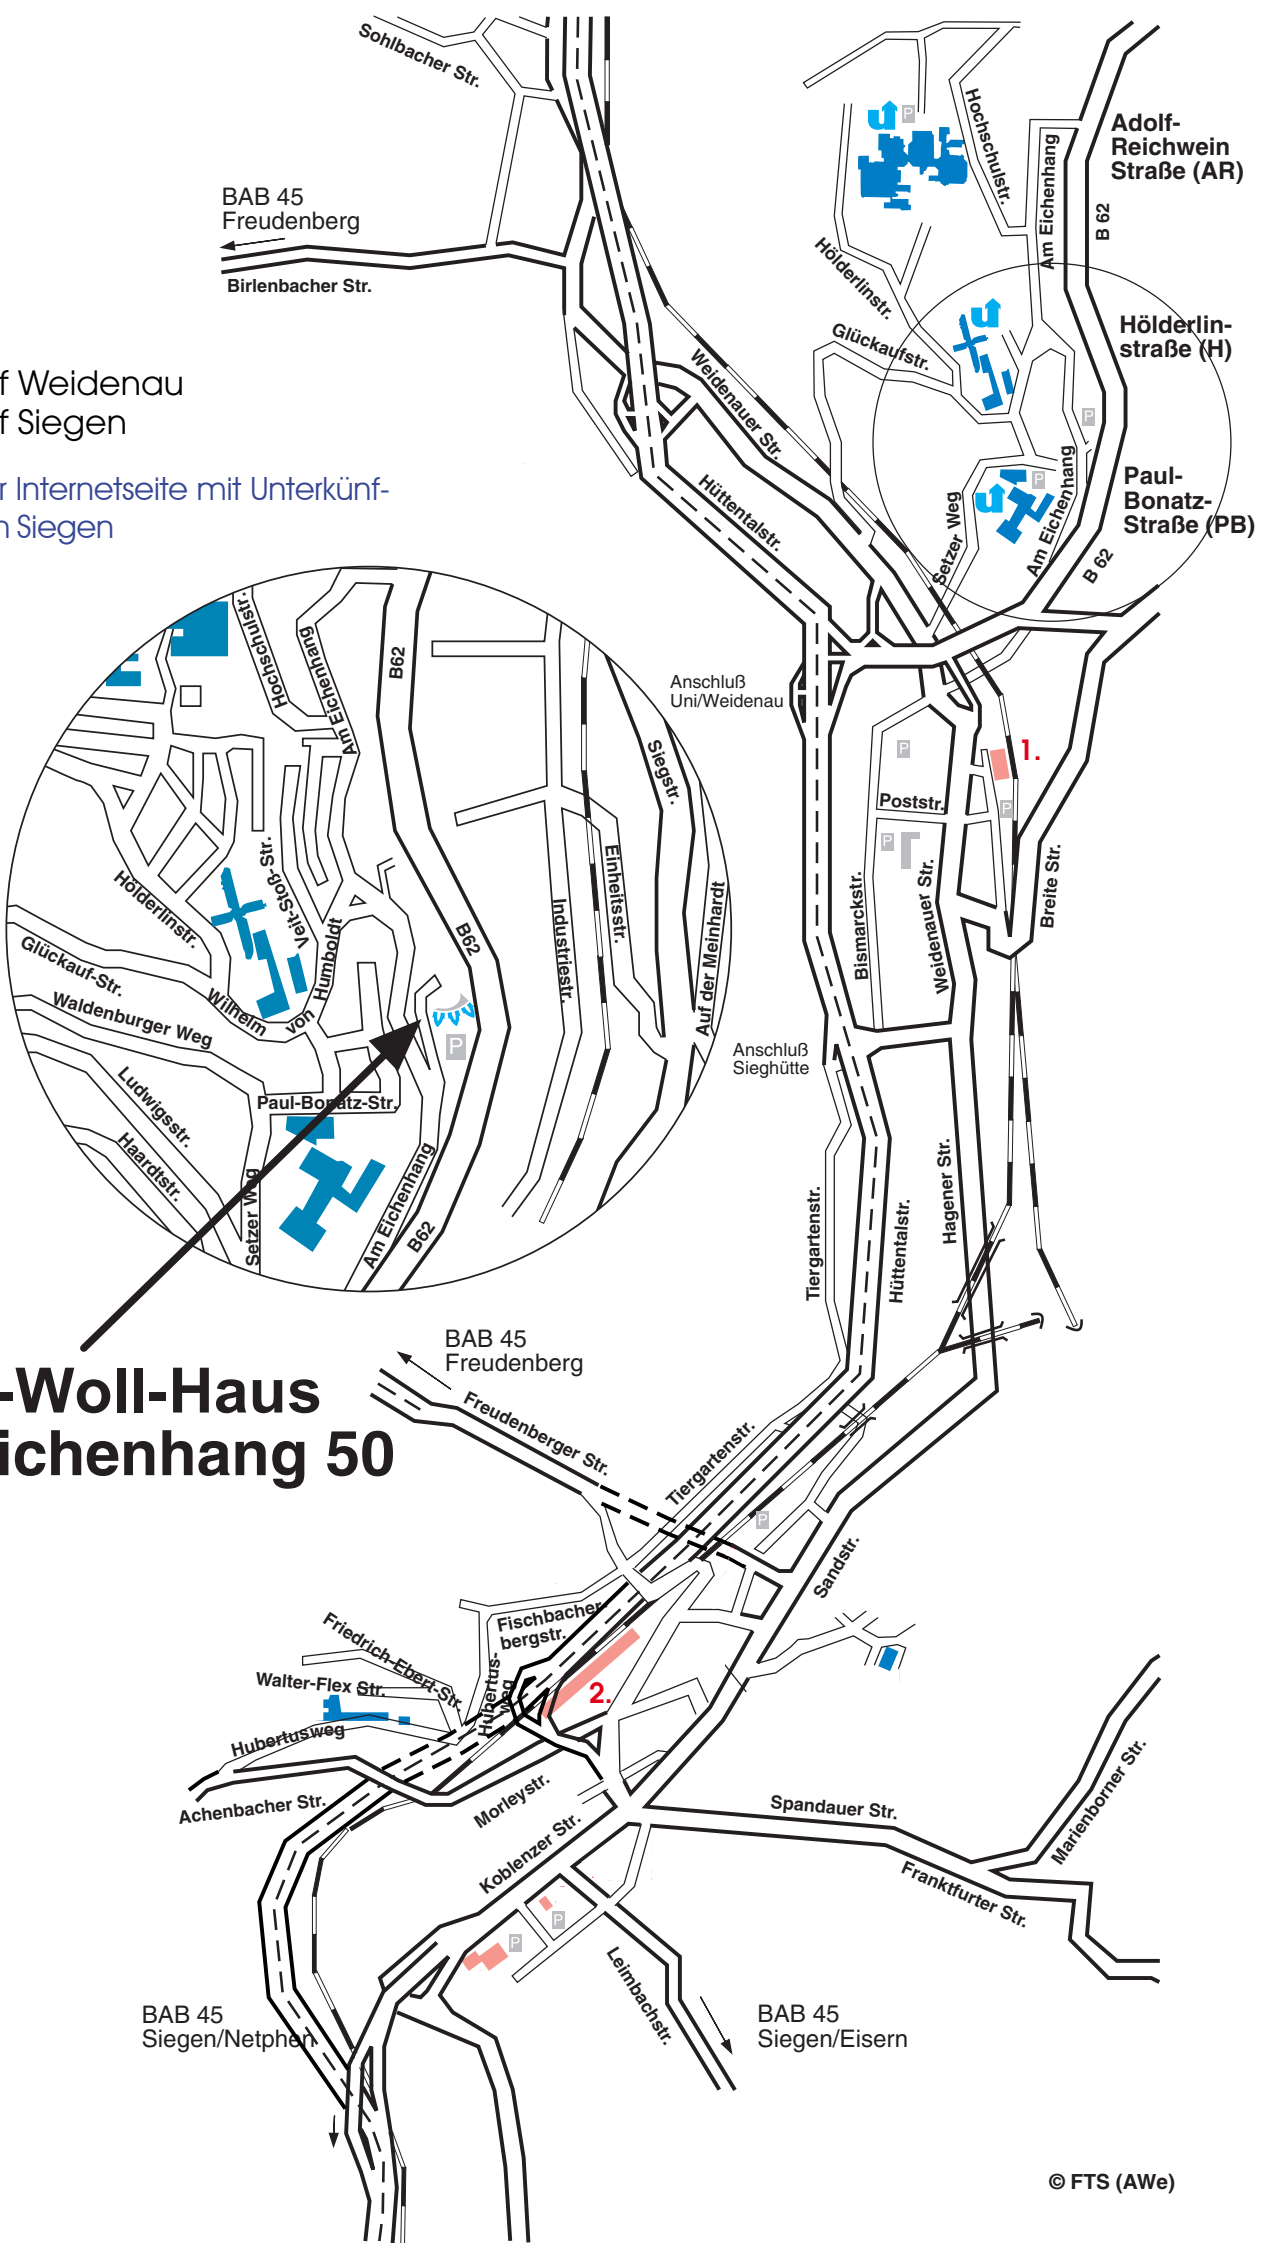 Sohlbacher Str.
BAB 45
Freudenberg
Birlenbacher Str.
Hochschulstr.
Am Eichenhang
Adolf-
Reichwein
Straße (AR)
B 62
Hölderlinstr.
Glückaufstr.
Hölderlin-
straße (H)
P
P
f Weidenau
f Siegen
r Internetseite mit Unterkünf-
n Siegen
Weidenauer Str.
Hüttentalstr.
Setzer Weg
Am Eichenhang
P
Paul-
Bonatz-
Straße (PB)
B 62
Anschluß
Uni/Weidenau
P
1.
Poststr.
P
P
Bismarckstr.
Weidenauer Str.
Breite Str.
Anschluß
Sieghütte
Hochschulstr.
Am Eichenhang
B62
Siegstr.
Hölderlinstr.
Veit-Stoß-Str.
Humboldt
B62
Industriestr.
Einheitsstr.
Auf der Meinhardt
Glückauf-Str.
Wilhelm
von
Waldenburger Weg
P
Ludwigsstr.
Paul-Bonatz-Str.
Haardtstr.
Setzer Weg
Am Eichenhang
B62
Tiergartenstr.
Hüttentalstr.
Hagener Str.
BAB 45
Freudenberg
-Woll-Haus
ichenhang 50
Freudenberger Str.
Tiergartenstr.
P
Sandstr.
Fischbacher-
bergstr.
Friedrich-Ebert-Str.
Walter-Flex Str.
Hubertus-
weg
2.
Hubertusweg
Achenbacher Str.
Morleystr.
Koblenzer Str.
Spandauer Str.
Marienborner Str.
Franktfurter Str.
P
P
Leimbachstr.
BAB 45
Siegen/Netphen
BAB 45
Siegen/Eisern
© FTS (AWe)